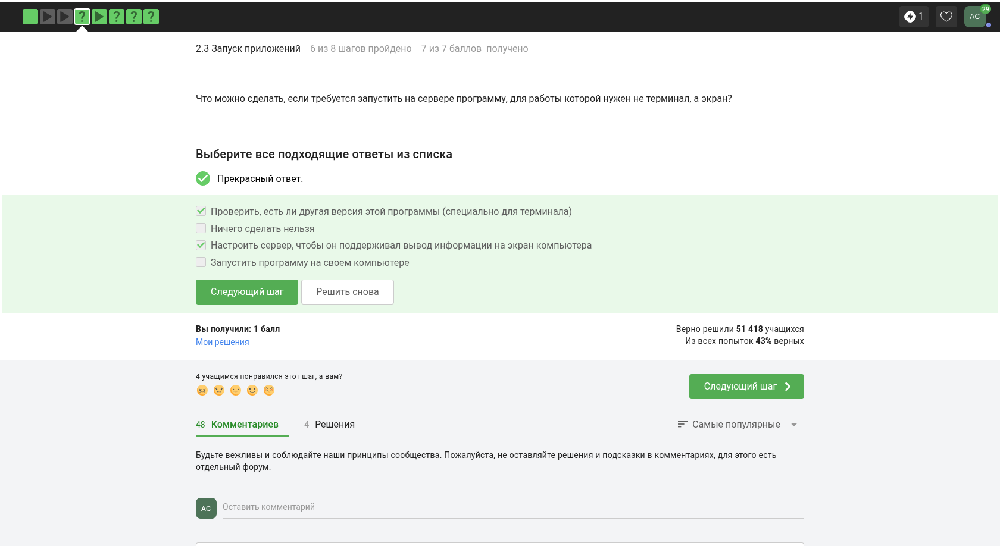 ? ? ? ?
1
AC
29
2.3 Запуск приложений 6 из 8 шагов пройдено 7 из 7 баллов получено
Что можно сделать, если требуется запустить на сервере программу, для работы которой нужен не терминал, а экран?
Выберите все подходящие ответы из списка
Прекрасный ответ.
Проверить, есть ли другая версия этой программы (специально для терминала)
Ничего сделать нельзя
Настроить сервер, чтобы он поддерживал вывод информации на экран компьютера
Запустить программу на своем компьютере
Следующий шаг Решить снова
Вы получили: 1 балл
Мои решения
Верно решили 51 418 учащихся
Из всех попыток 43% верных
4 учащимся понравился этот шаг, а вам?
Следующий шаг
48 Комментариев 4 Решения Самые популярные
Будьте вежливы и соблюдайте наши принципы сообщества. Пожалуйста, не оставляйте решения и подсказки в комментариях, для этого есть
отдельный форум.
AC Оставить комментарий